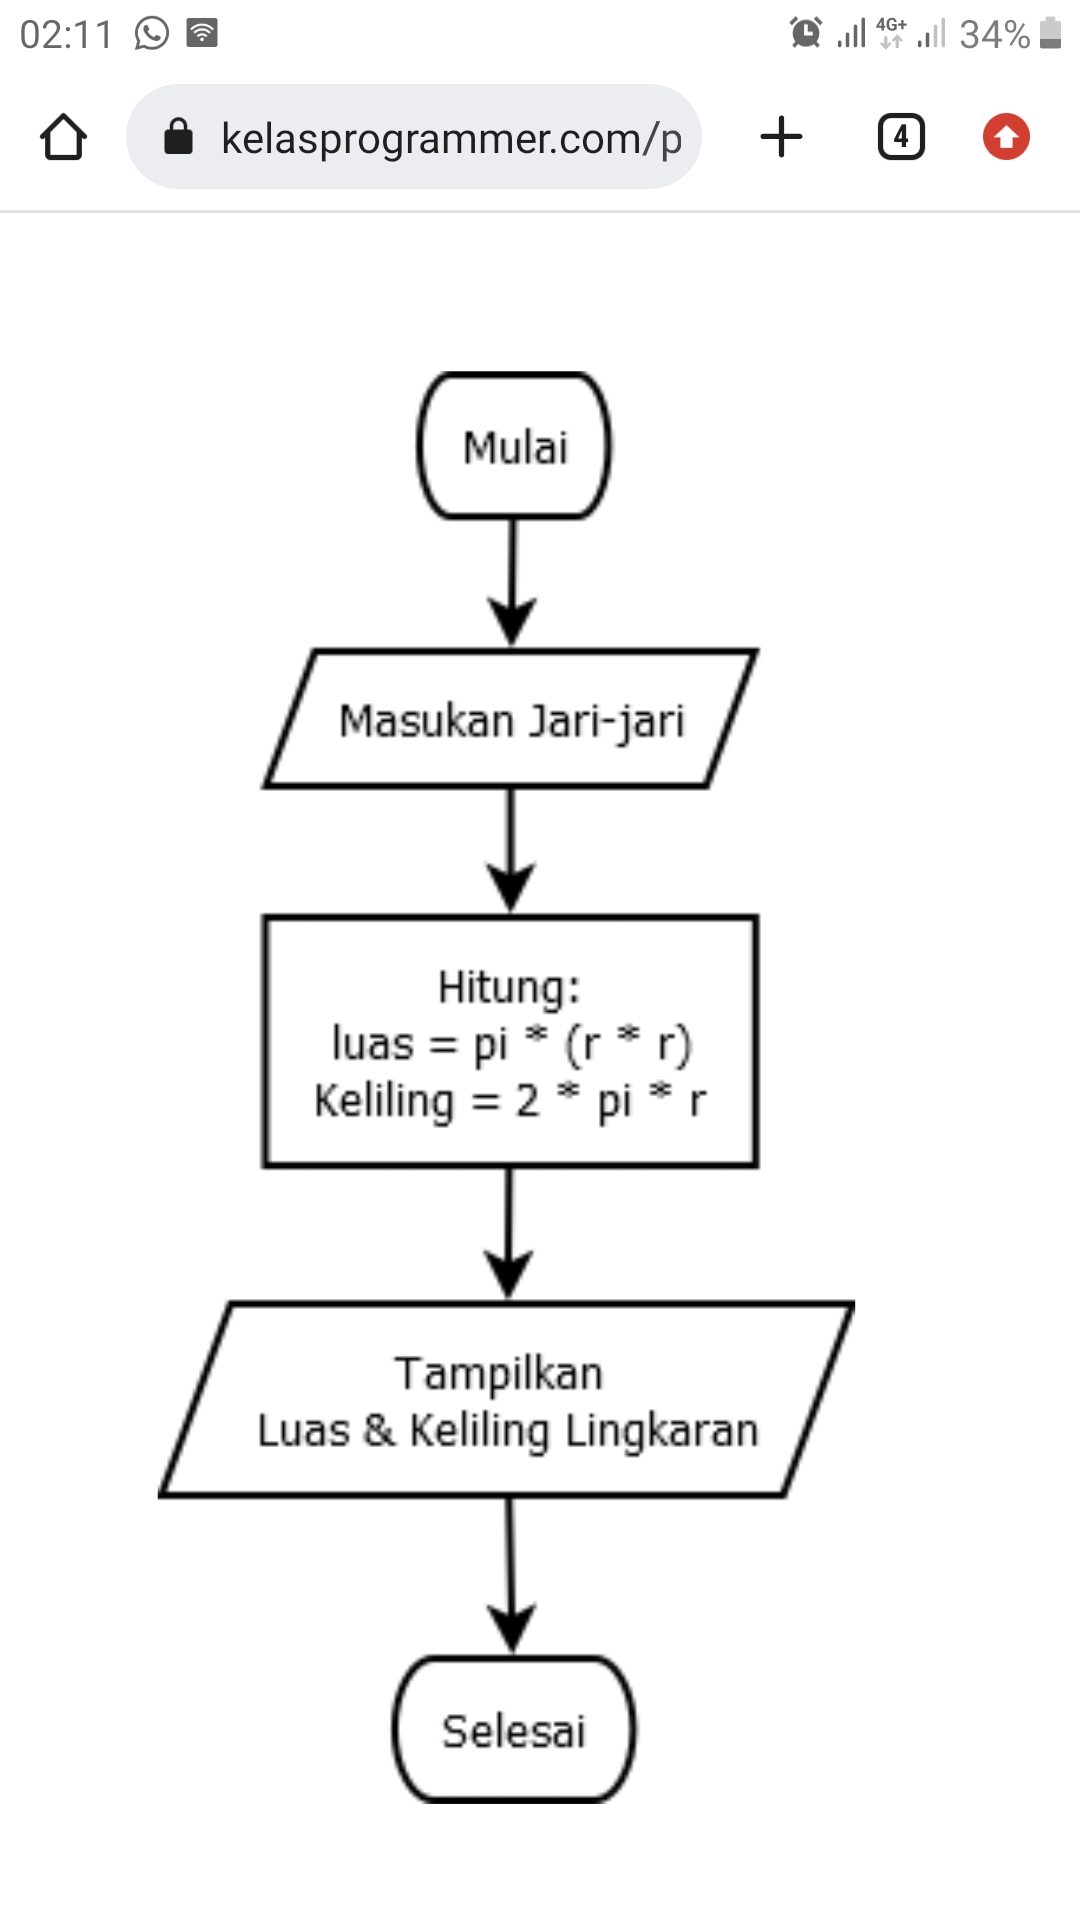 02:11
4G+
34%
kelasprogrammer.com/p
4
Mulai
Masukan Jari-jari
Hitung:
luas = pi * (r * r)
Keliling = 2 * pi * r
Tampilkan
Luas & Keliling Lingkaran
Selesai